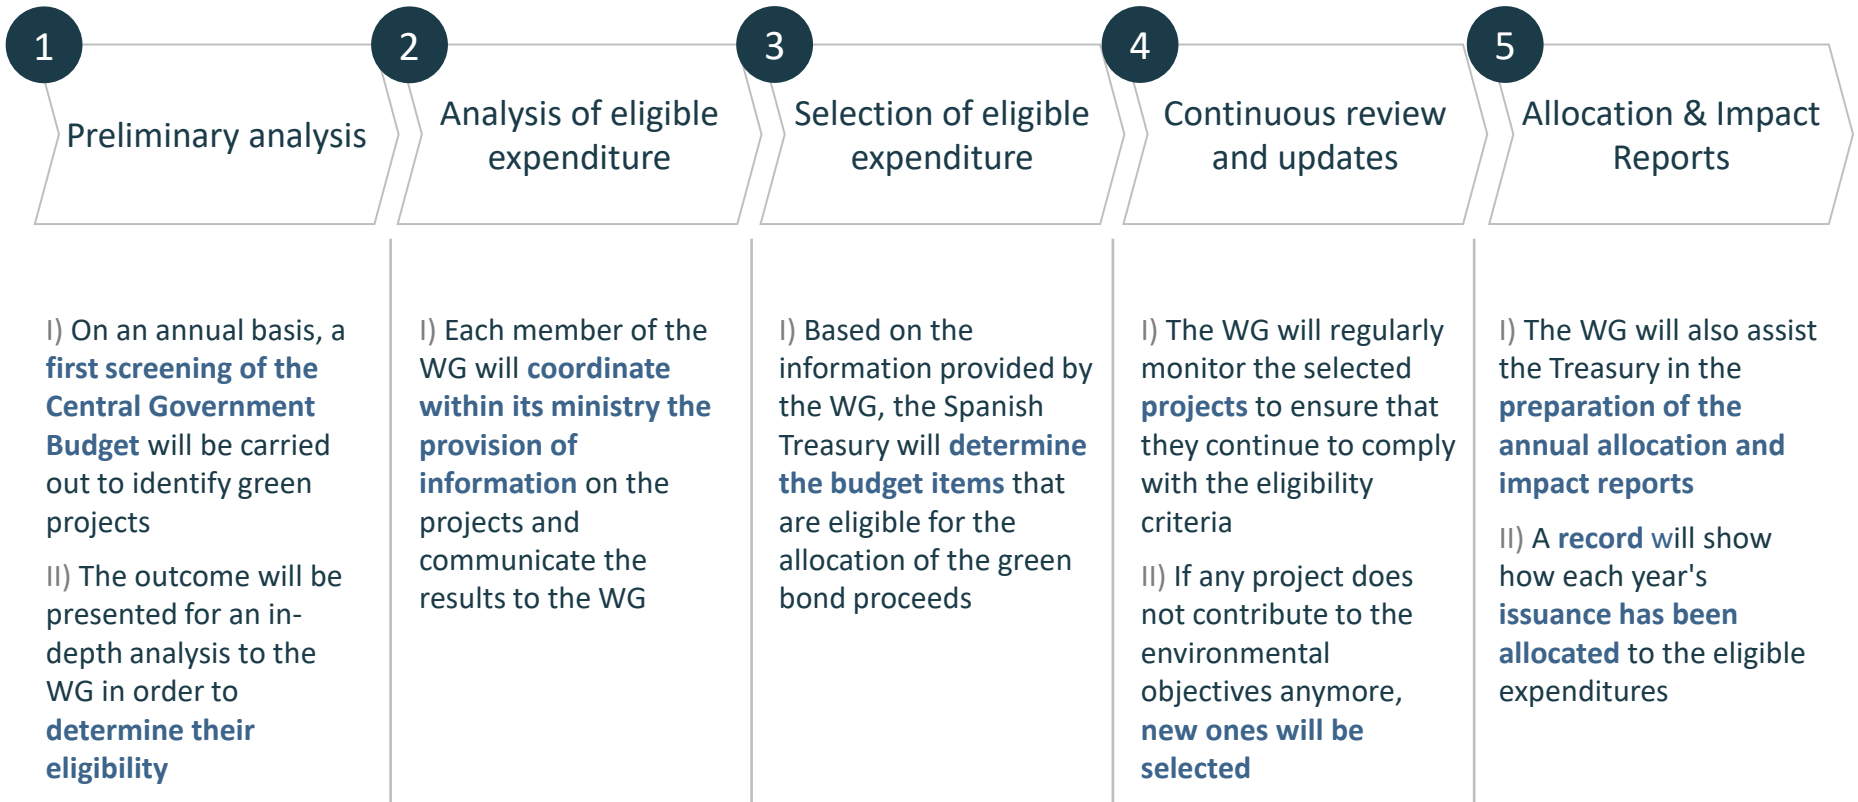 1
Preliminary analysis
2
Analysis of eligible
expenditure
3
Selection of eligible
expenditure
4
Continuous review
and updates
5
Allocation & Impact
Reports
I) On an annual basis, a
first screening of the
Central Government
Budget will be carried
out to identify green
projects
II) The outcome will be
presented for an in-
depth analysis to the
WG in order to
determine their
eligibility
I) Each member of the
WG will coordinate
within its ministry the
provision of
information on the
projects and
communicate the
results to the WG
I) Based on the
information provided by
the WG, the Spanish
Treasury will determine
the budget items that
are eligible for the
allocation of the green
bond proceeds
I) The WG will regularly
monitor the selected
projects to ensure that
they continue to comply
with the eligibility
criteria
II) If any project does
not contribute to the
environmental
objectives anymore,
new ones will be
selected
I) The WG will also assist
the Treasury in the
preparation of the
annual allocation and
impact reports
II) A record will show
how each year's
issuance has been
allocated to the eligible
expenditures